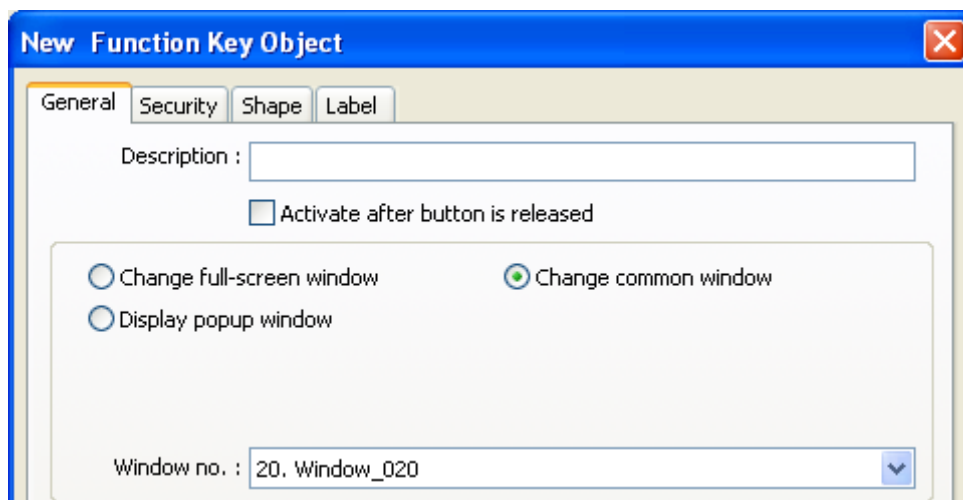 New Function Key Object
General Security Shape Label
Description :
Activate after button is released
Change full-screen window Change common window
Display popup window
Window no. : 20. Window_020